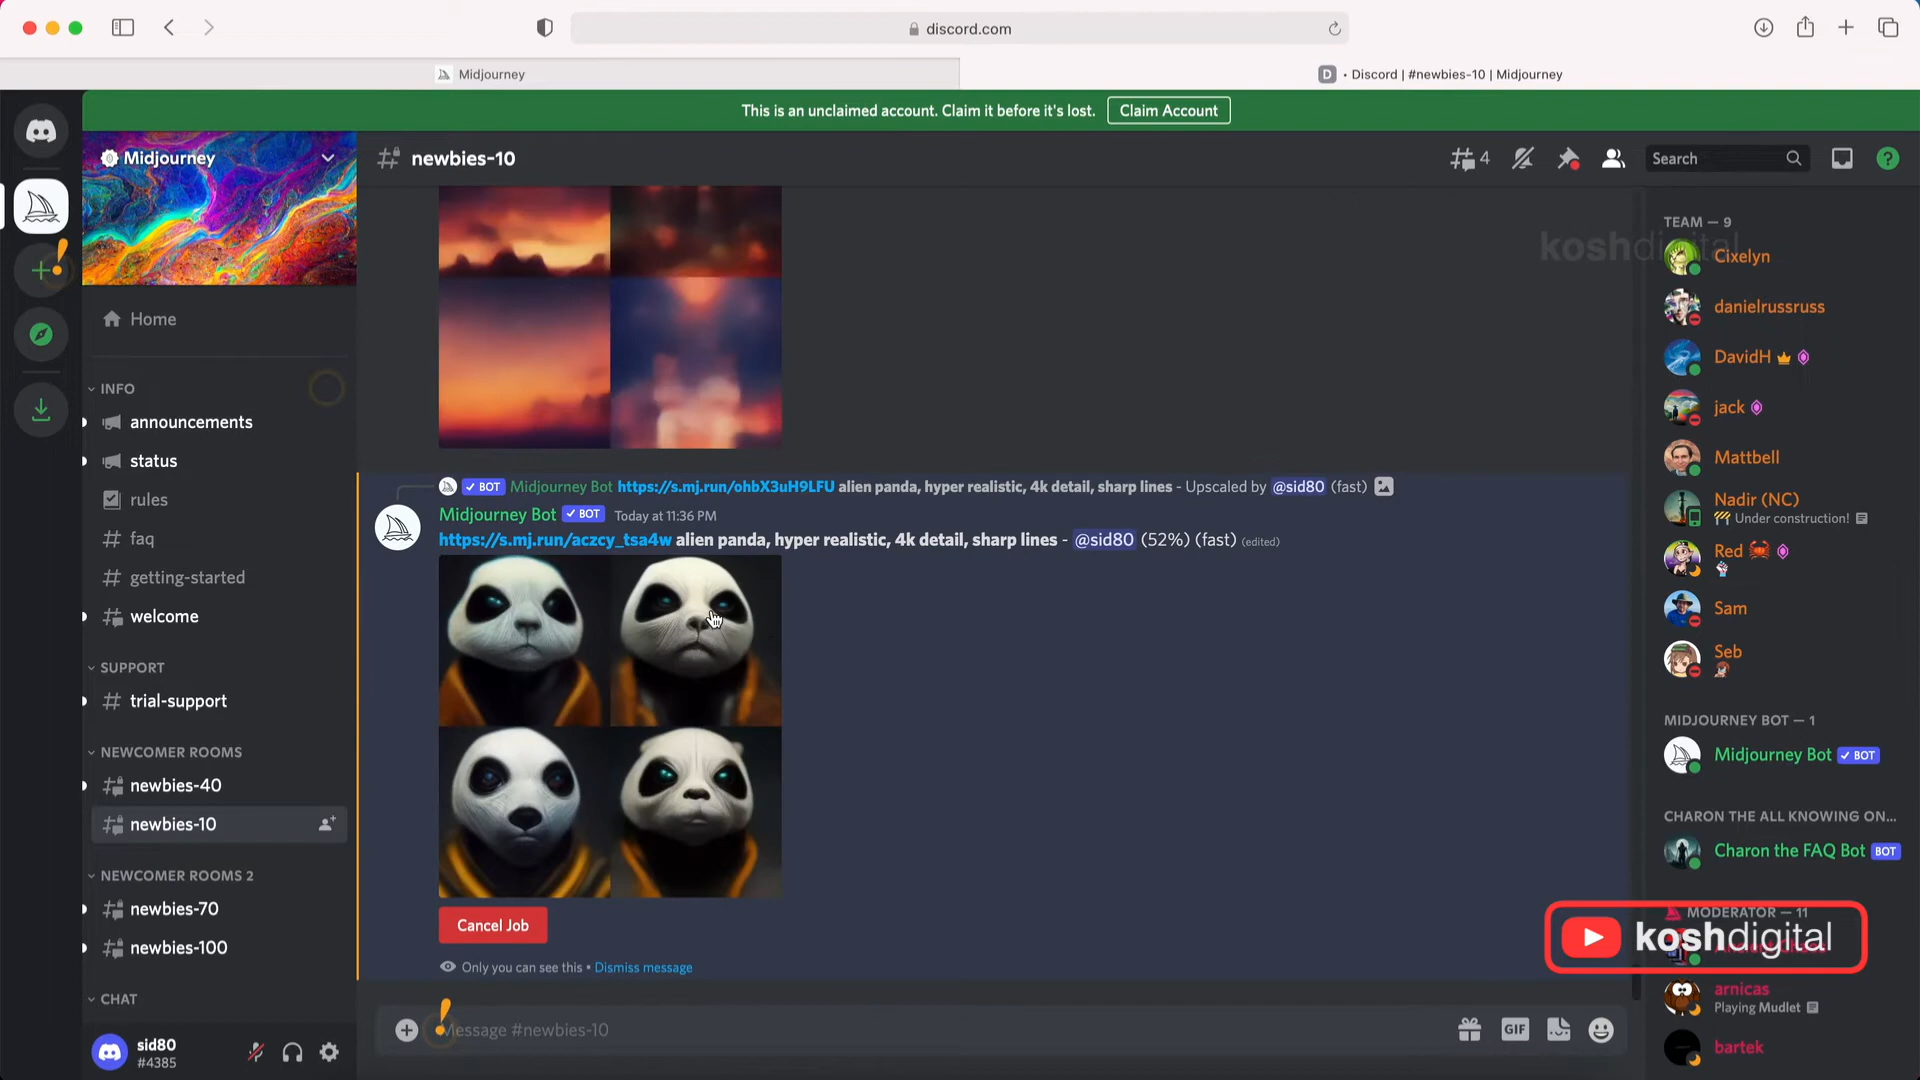 discord.com
Midjourney
D • Discord | #newbies-10 | Midjourney
This is an unclaimed account. Claim it before it's lost. Claim Account
Midjourney
newbies-10
4
Search
?
Home
INFO
announcements
status
rules
faq
getting-started
welcome
SUPPORT
trial-support
NEWCOMER ROOMS
newbies-40
newbies-10
NEWCOMER ROOMS 2
newbies-70
newbies-100
CHAT
sid80
#4385
BOT Midjourney Bot https://s.mj.run/ohbX3uH9LFU alien panda, hyper realistic, 4k detail, sharp lines - Upscaled by @sid80 (fast)
Midjourney Bot BOT Today at 11:36 PM
https://s.mj.run/aczcy_tsa4w alien panda, hyper realistic, 4k detail, sharp lines - @sid80 (52%) (fast) (edited)
Cancel Job
Only you can see this • Dismiss message
Message #newbies-10
GIF
TEAM — 9
koshdigital
Cixelyn
danielrussruss
DavidH
jack
Mattbell
Nadir (NC)
Under construction!
Red
Sam
Seb
MIDJOURNEY BOT — 1
Midjourney Bot BOT
CHARON THE ALL KNOWING ON...
Charon the FAQ Bot BOT
MODERATOR — 11
koshdigital
arnicas
Playing Mudlet
bartek